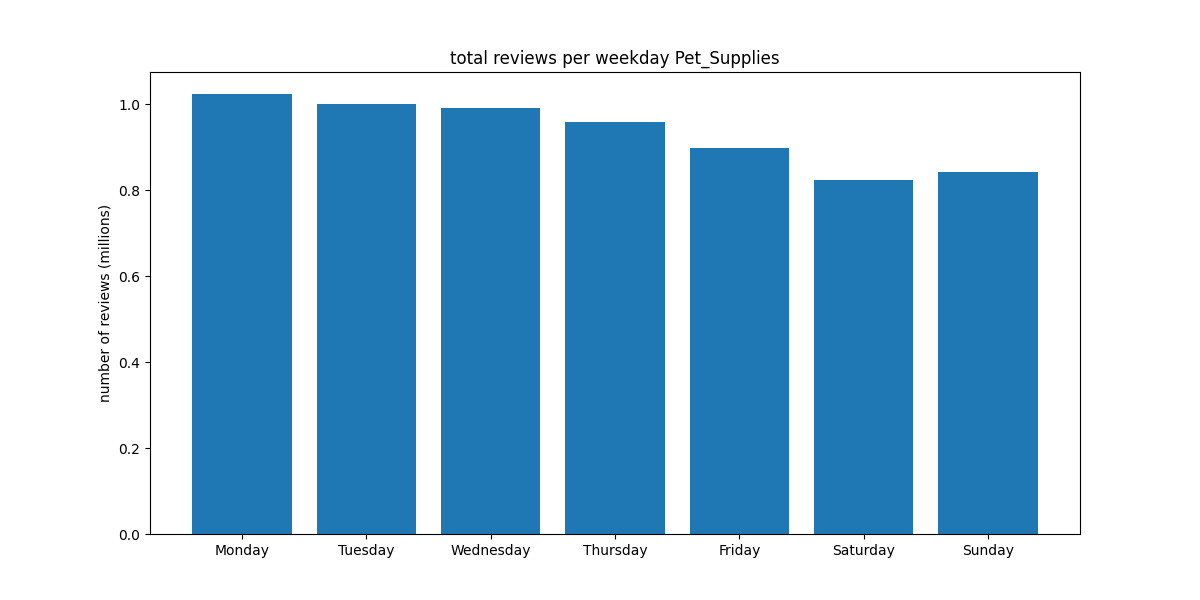 total reviews per weekday Pet_Supplies
number of reviews (millions)
1.0
0.8
0.6
0.4
0.2
0.0
Monday Tuesday Wednesday Thursday Friday Saturday Sunday